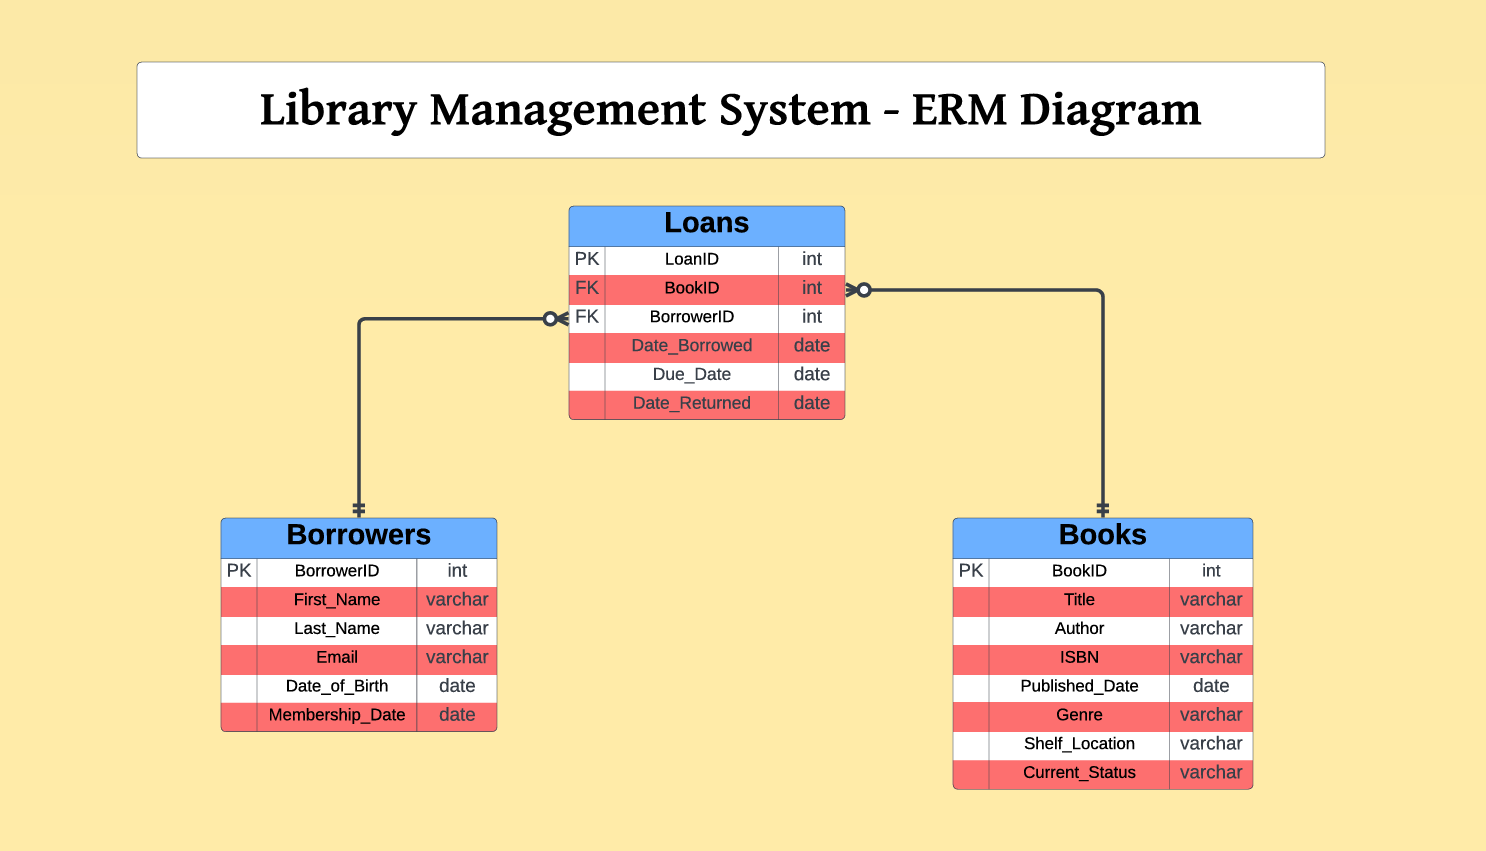 Library Management System - ERM Diagram
Loans
PK LoanID int
FK BookID int
FK BorrowerID int
Date_Borrowed date
Due_Date date
Date_Returned date
Borrowers
PK BorrowerID int
First_Name varchar
Last_Name varchar
Email varchar
Date_of_Birth date
Membership_Date date
Books
PK BookID int
Title varchar
Author varchar
ISBN varchar
Published_Date date
Genre varchar
Shelf_Location varchar
Current_Status varchar